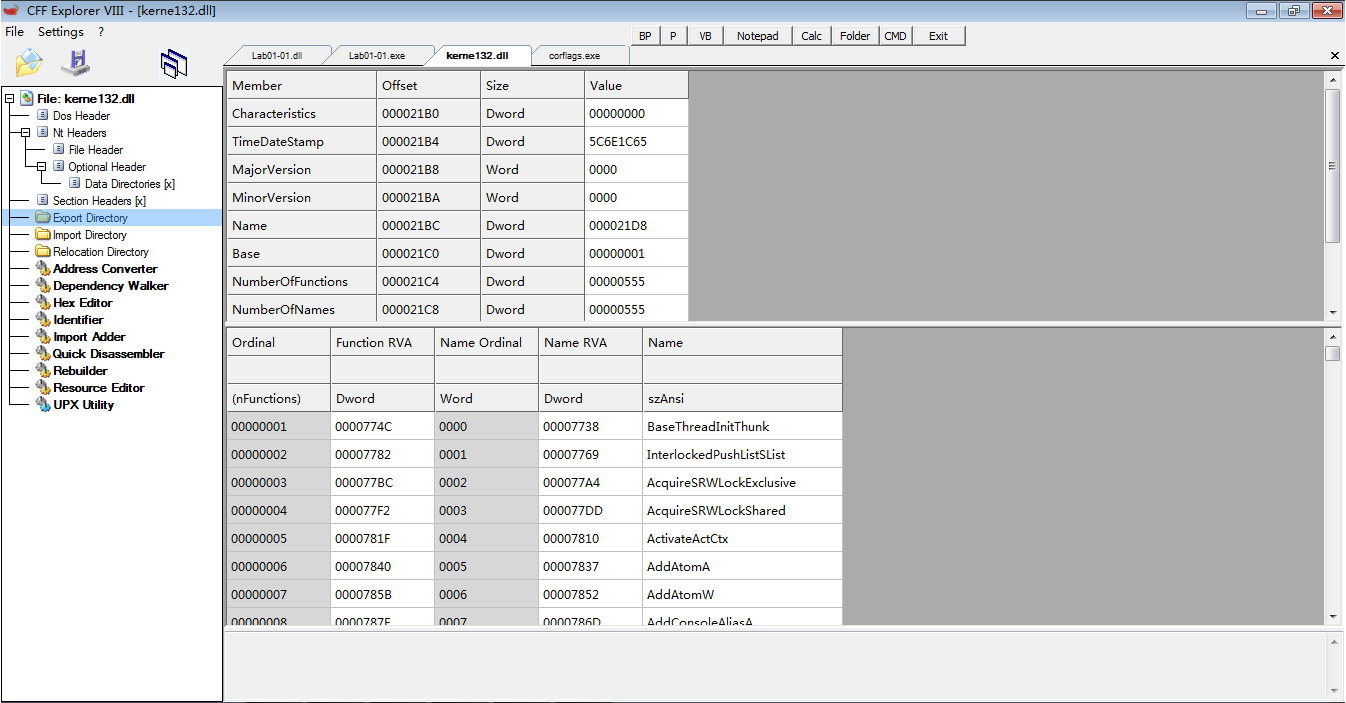 CFF Explorer VIII - [kerne132.dll]
File Settings ?
BP P VB Notepad Calc Folder CMD Exit
Lab01-01.dll Lab01-01.exe kerne132.dll corflags.exe
File: kerne132.dll
Dos Header
Nt Headers
File Header
Optional Header
Data Directories [x]
Section Headers [x]
Export Directory
Import Directory
Relocation Directory
Address Converter
Dependency Walker
Hex Editor
Identifier
Import Adder
Quick Disassembler
Rebuilder
Resource Editor
UPX Utility
Member Offset Size Value
Characteristics 000021B0 Dword 00000000
TimeDateStamp 000021B4 Dword 5C6E1C65
MajorVersion 000021B8 Word 0000
MinorVersion 000021BA Word 0000
Name 000021BC Dword 000021D8
Base 000021C0 Dword 00000001
NumberOfFunctions 000021C4 Dword 00000555
NumberOfNames 000021C8 Dword 00000555
Ordinal Function RVA Name Ordinal Name RVA Name
(nFunctions) Dword Word Dword szAnsi
00000001 0000774C 0000 00007738 BaseThreadInitThunk
00000002 00007782 0001 00007769 InterlockedPushListSList
00000003 000077BC 0002 000077A4 AcquireSRWLockExclusive
00000004 000077F2 0003 000077DD AcquireSRWLockShared
00000005 0000781F 0004 00007810 ActivateActCtx
00000006 00007840 0005 00007837 AddAtomA
00000007 0000785B 0006 00007852 AddAtomW
00000008 0007 0000786D AddConsoleAliasA